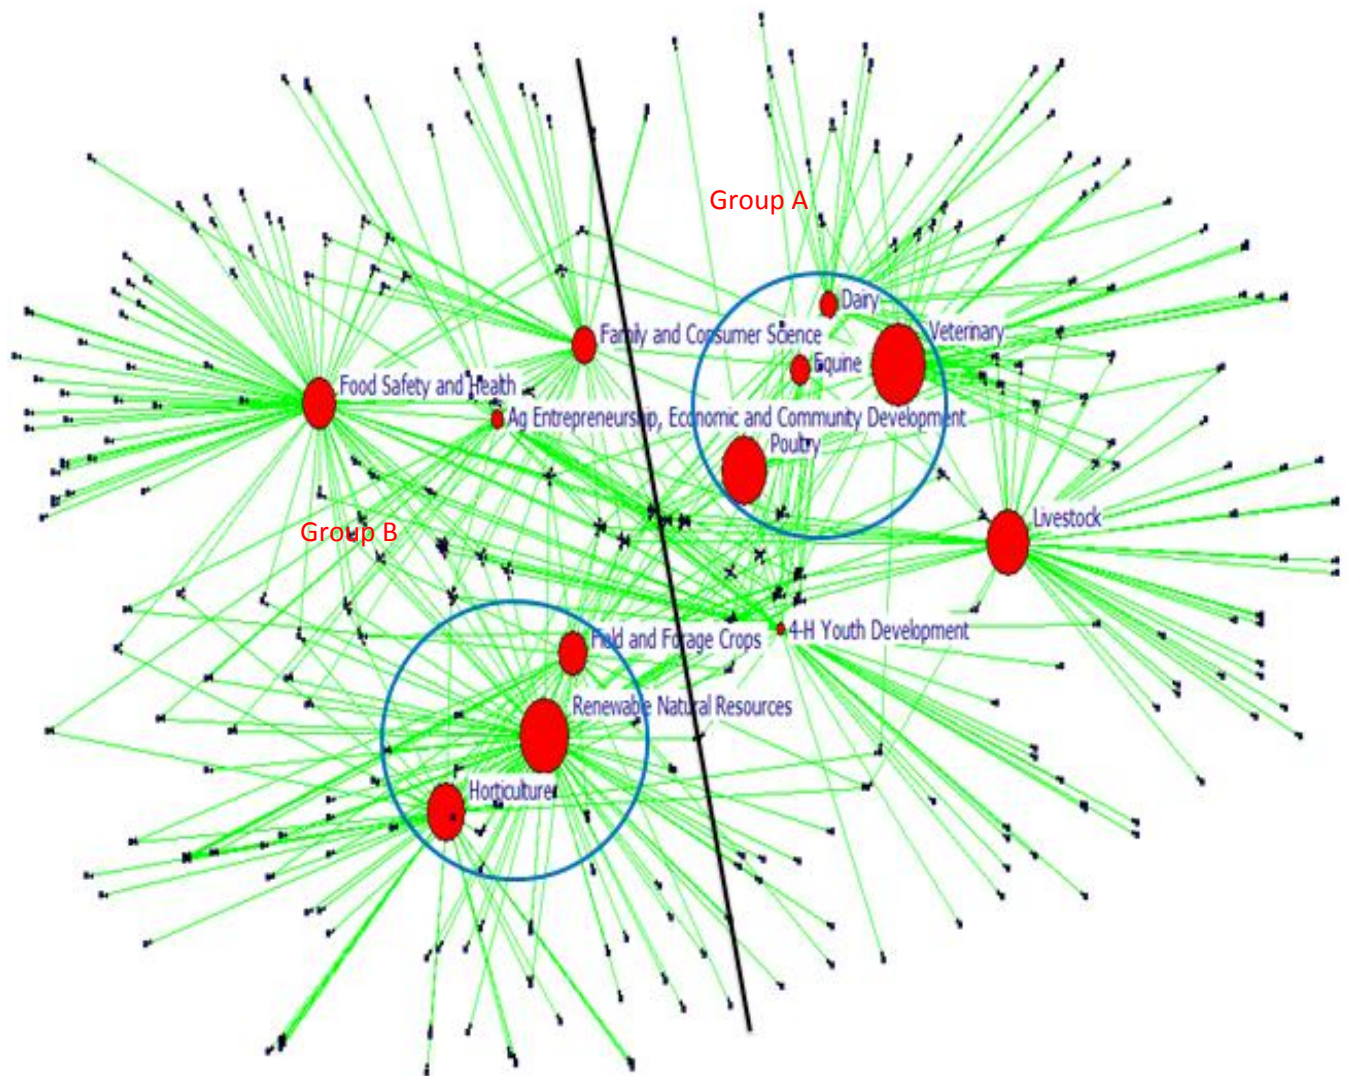 Group A
Dairy
Veterinary
Family and Consumer Science
Equine
Food Safety and Health
Ag Entrepreneurship, Economic and Community Development
Poultry
Livestock
Group B
4-H Youth Development
Field and Forage Crops
Renewable Natural Resources
Horticulture